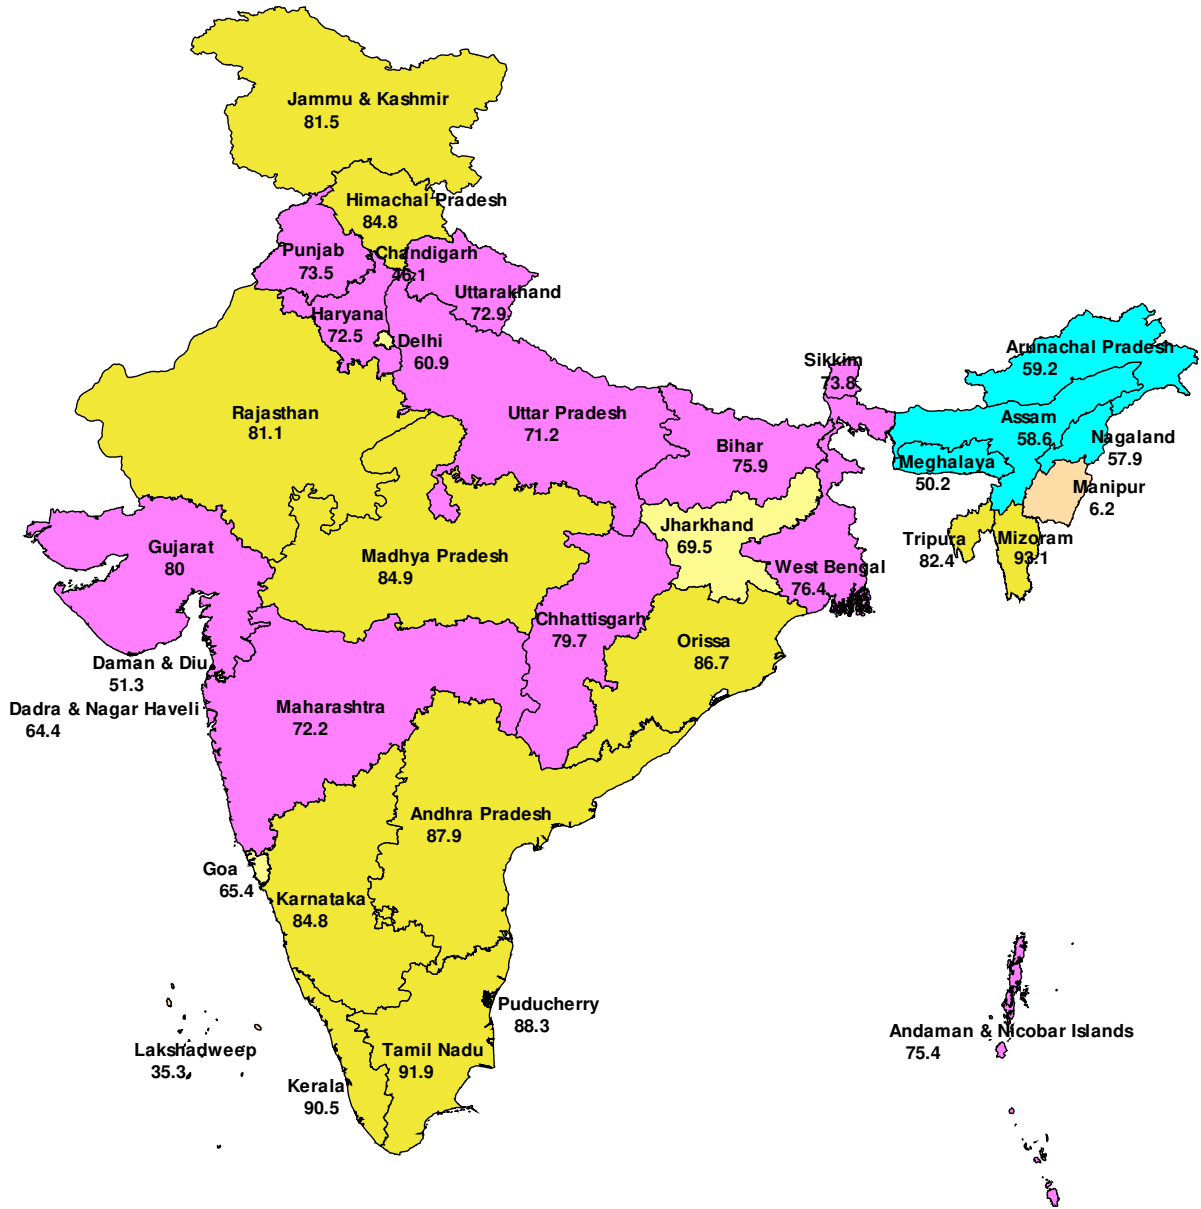 Jammu & Kashmir
81.5
Himachal Pradesh
84.8
Punjab
73.5
Chandigarh
46.1
Uttarakhand
72.9
Haryana
72.5
Delhi
60.9
Rajasthan
81.1
Uttar Pradesh
71.2
Bihar
75.9
Sikkim
73.8
Arunachal Pradesh
59.2
Assam
58.6
Nagaland
57.9
Meghalaya
50.2
Manipur
6.2
Tripura
82.4
Mizoram
93.1
Jharkhand
69.5
West Bengal
76.4
Gujarat
80
Madhya Pradesh
84.9
Chhattisgarh
79.7
Orissa
86.7
Daman & Diu
51.3
Dadra & Nagar Haveli
64.4
Maharashtra
72.2
Andhra Pradesh
87.9
Goa
65.4
Karnataka
84.8
Puducherry
88.3
Andaman & Nicobar Islands
75.4
Lakshadweep
35.3
Tamil Nadu
91.9
Kerala
90.5